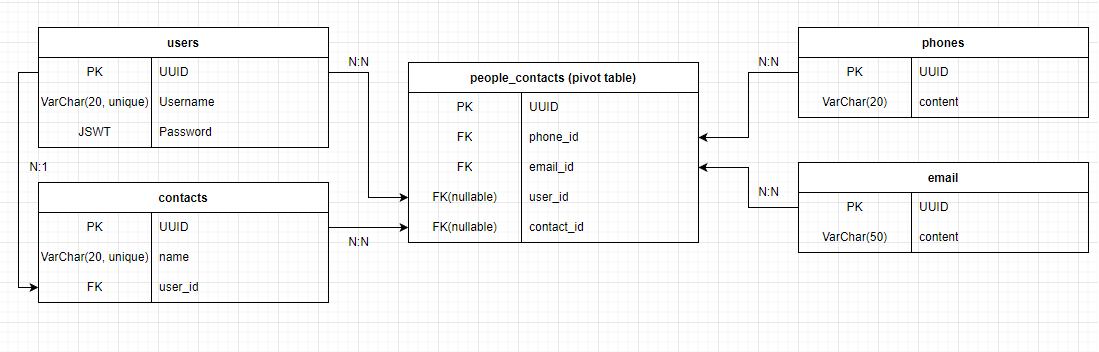 users
PK UUID
VarChar(20, unique) Username
JSWT Password
N:1
contacts
PK UUID
VarChar(20, unique) name
FK user_id
N:N
N:N
people_contacts (pivot table)
PK UUID
FK phone_id
FK email_id
FK(nullable) user_id
FK(nullable) contact_id
N:N
phones
PK UUID
VarChar(20) content
N:N
email
PK UUID
VarChar(50) content